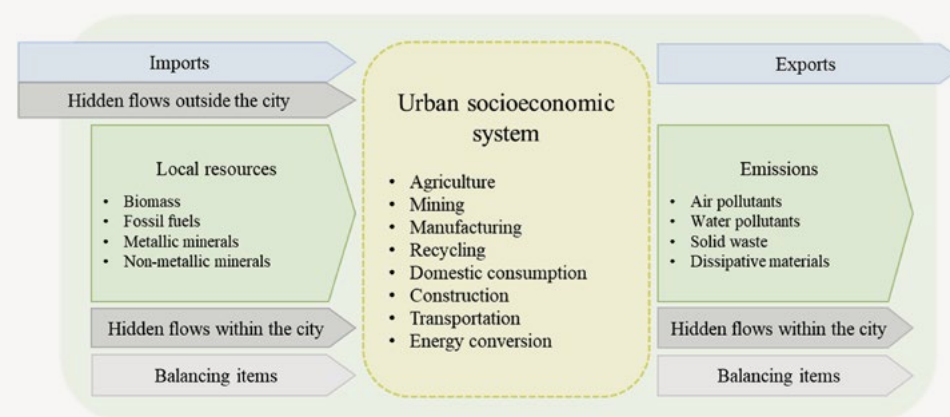 Imports
Hidden flows outside the city
Local resources
• Biomass
• Fossil fuels
• Metallic minerals
• Non-metallic minerals
Hidden flows within the city
Balancing items
Urban socioeconomic
system
• Agriculture
• Mining
• Manufacturing
• Recycling
• Domestic consumption
• Construction
• Transportation
• Energy conversion
Exports
Emissions
• Air pollutants
• Water pollutants
• Solid waste
• Dissipative materials
Hidden flows within the city
Balancing items